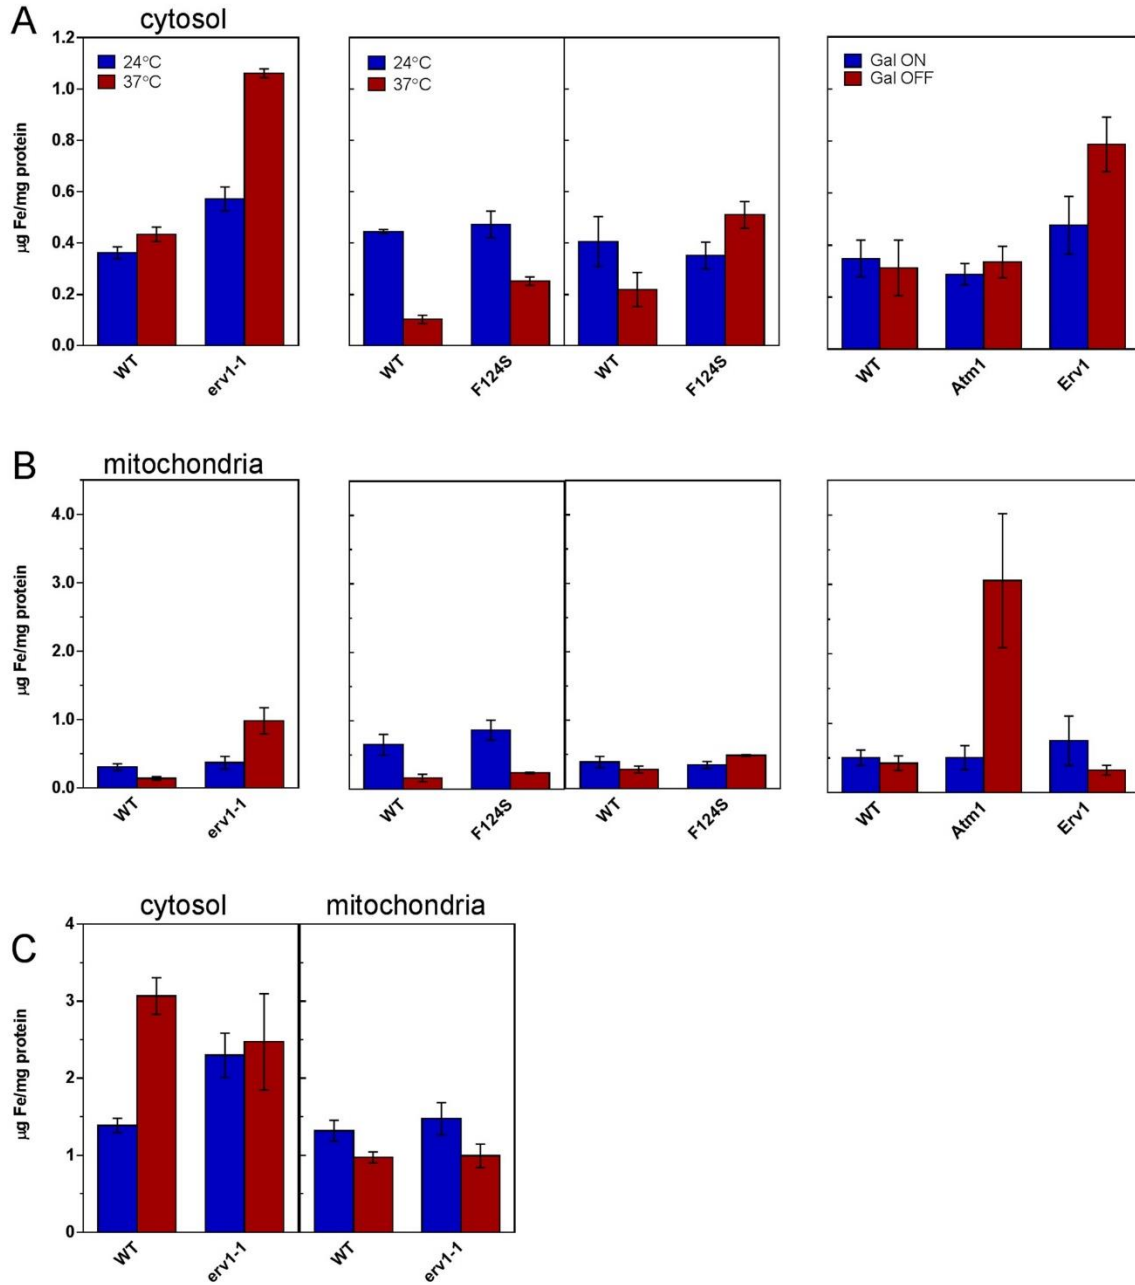 A
cytosol
1.2
1.0
0.8
0.6
0.4
0.2
0.0
µg Fe/mg protein
24°C
37°C
WT
erv1-1
24°C
37°C
WT
F124S
WT
F124S
Gal ON
Gal OFF
WT
Atm1
Erv1
B
mitochondria
4.0
3.0
2.0
1.0
0.0
µg Fe/mg protein
WT
erv1-1
WT
F124S
WT
F124S
WT
Atm1
Erv1
C
cytosol
mitochondria
4
3
2
1
0
µg Fe/mg protein
WT
erv1-1
WT
erv1-1